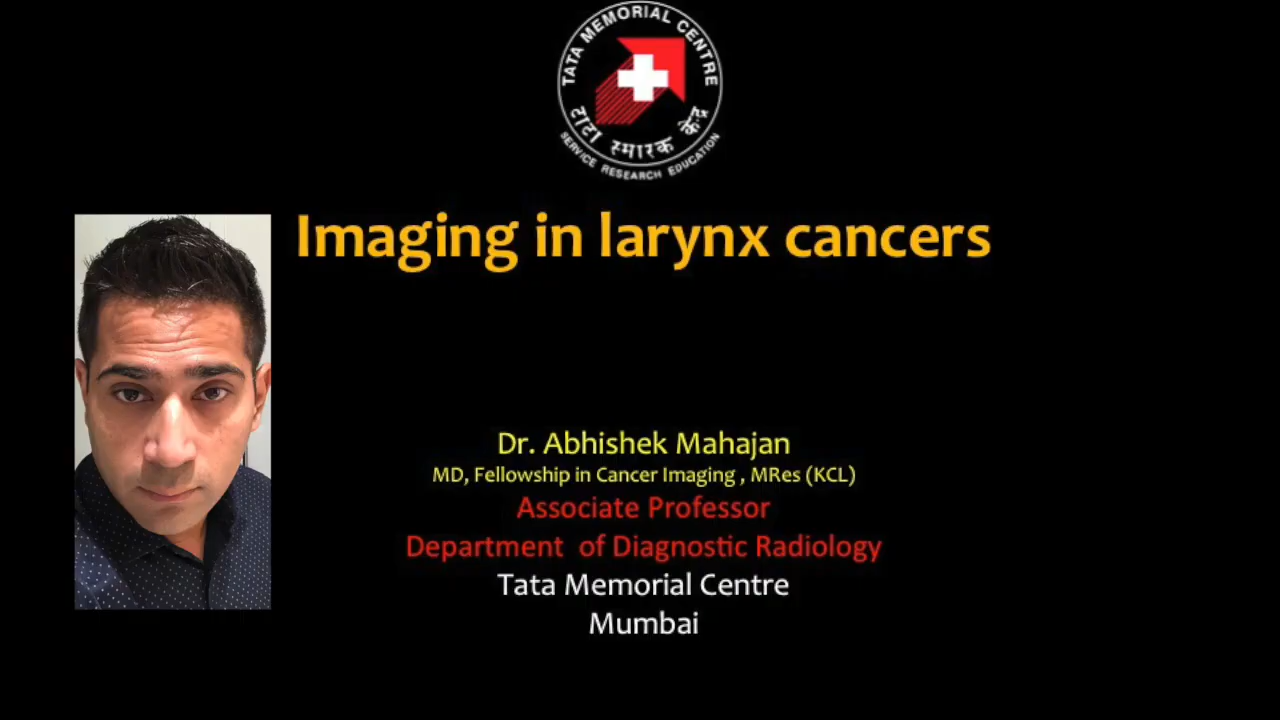 TATA MEMORIAL CENTRE
टाटा स्मारक केंद्र
SERVICE RESEARCH EDUCATION
Imaging in larynx cancers
Dr. Abhishek Mahajan
MD, Fellowship in Cancer Imaging , MRes (KCL)
Associate Professor
Department of Diagnostic Radiology
Tata Memorial Centre
Mumbai